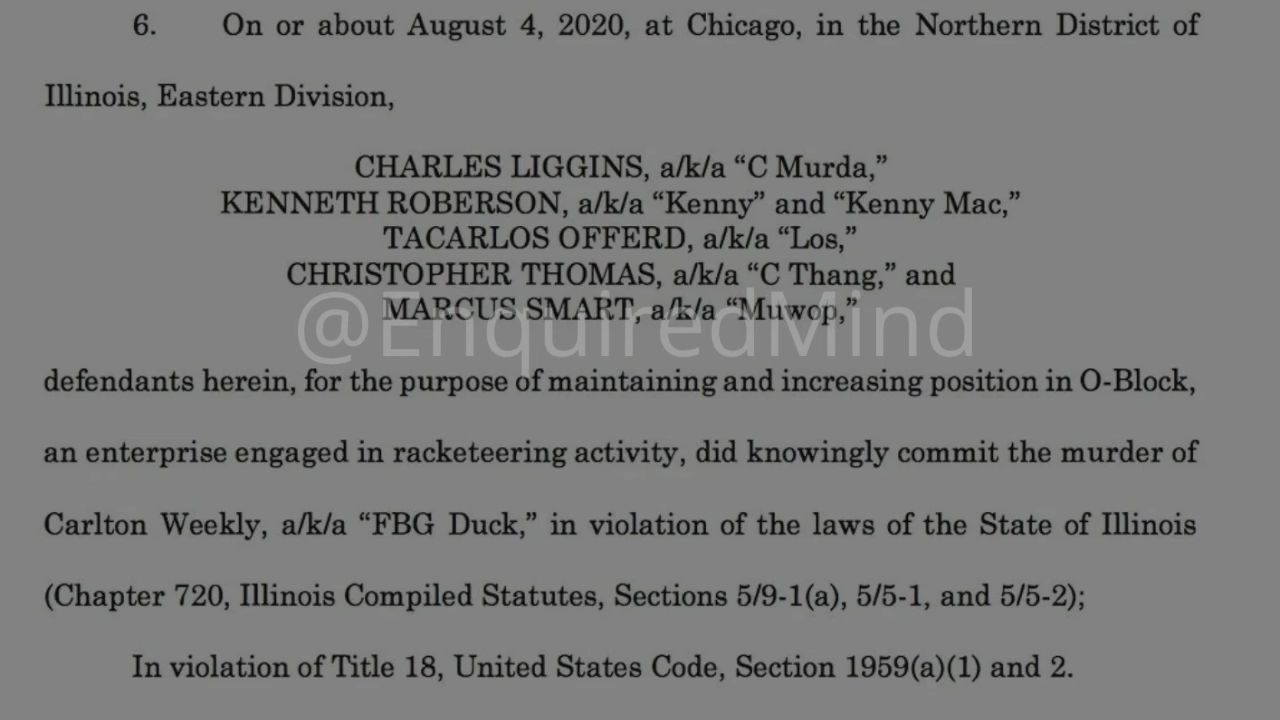 6. On or about August 4, 2020, at Chicago, in the Northern District of
Illinois, Eastern Division,
CHARLES LIGGINS, a/k/a “C Murda,”
KENNETH ROBERSON, a/k/a “Kenny” and “Kenny Mac,”
TACARLOS OFFERD, a/k/a “Los,”
CHRISTOPHER THOMAS, a/k/a “C Thang,” and
MARCUS SMART, a/k/a “Muwop,”
@EnquiredMind
defendants herein, for the purpose of maintaining and increasing position in O-Block,
an enterprise engaged in racketeering activity, did knowingly commit the murder of
Carlton Weekly, a/k/a “FBG Duck,” in violation of the laws of the State of Illinois
(Chapter 720, Illinois Compiled Statutes, Sections 5/9-1(a), 5/5-1, and 5/5-2);
In violation of Title 18, United States Code, Section 1959(a)(1) and 2.